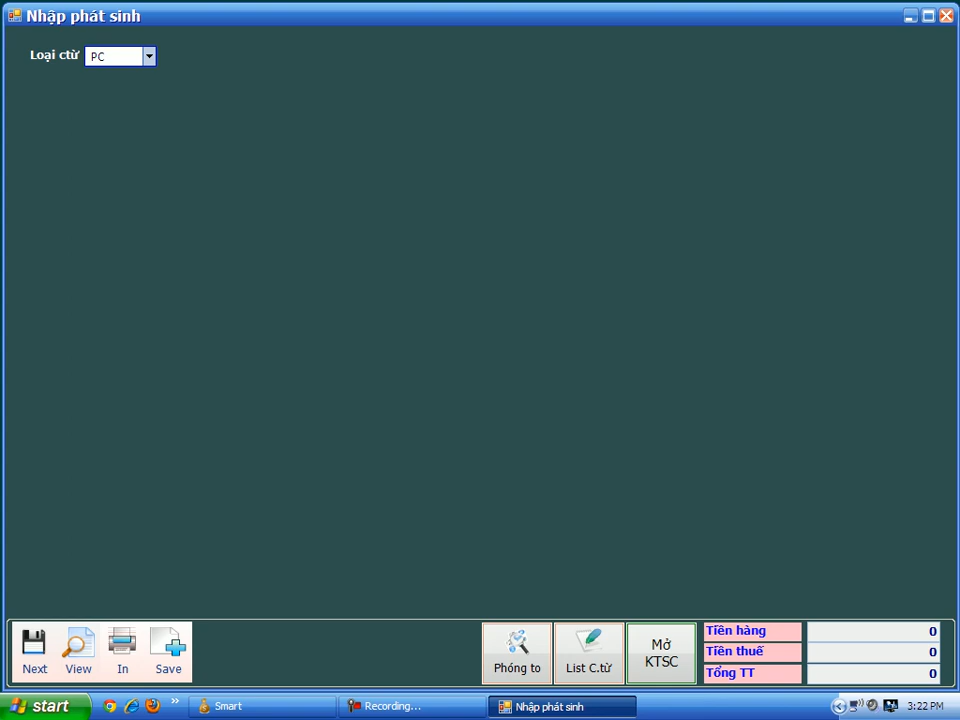 Nhập phát sinh
Loại ctừ PC
Next View In Save
Phóng to List C.từ Mở KTSC
Tiền hàng 0
Tiền thuế 0
Tổng TT 0
start Smart Recording... Nhập phát sinh 3:22 PM